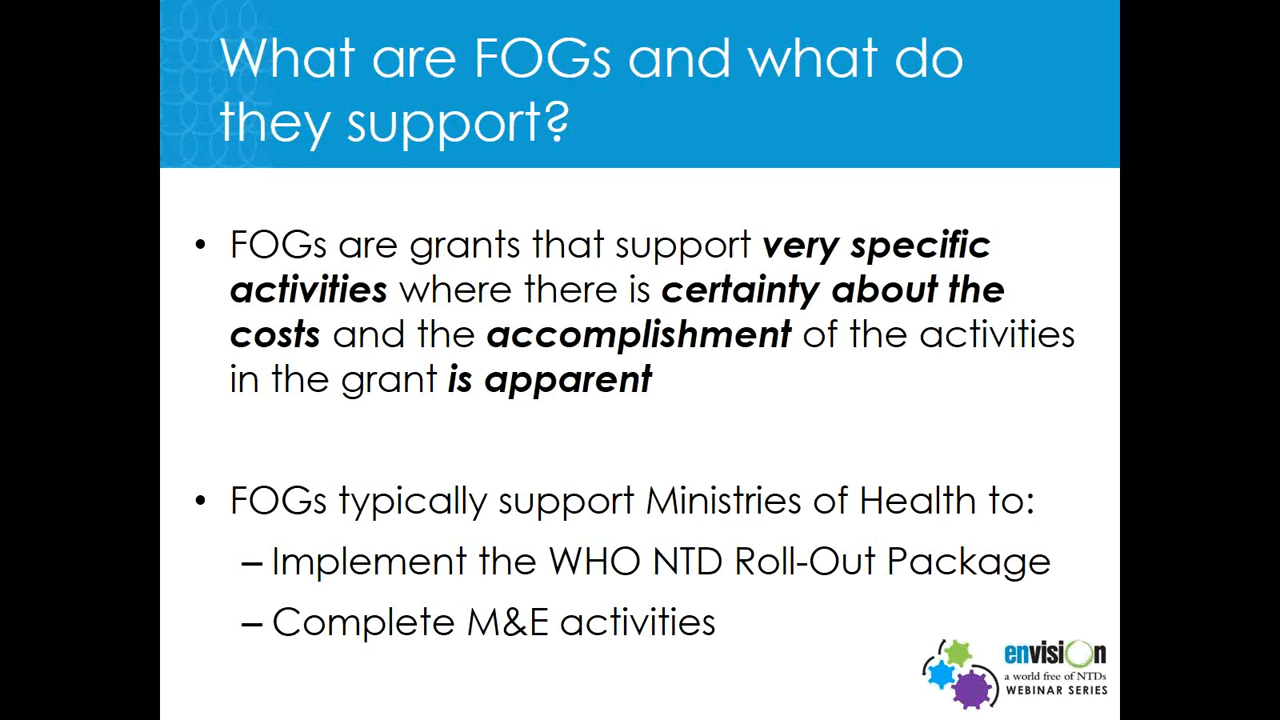 What are FOGs and what do
they support?
• FOGs are grants that support very specific
activities where there is certainty about the
costs and the accomplishment of the activities
in the grant is apparent
• FOGs typically support Ministries of Health to:
– Implement the WHO NTD Roll-Out Package
– Complete M&E activities
envision
a world free of NTDs
WEBINAR SERIES